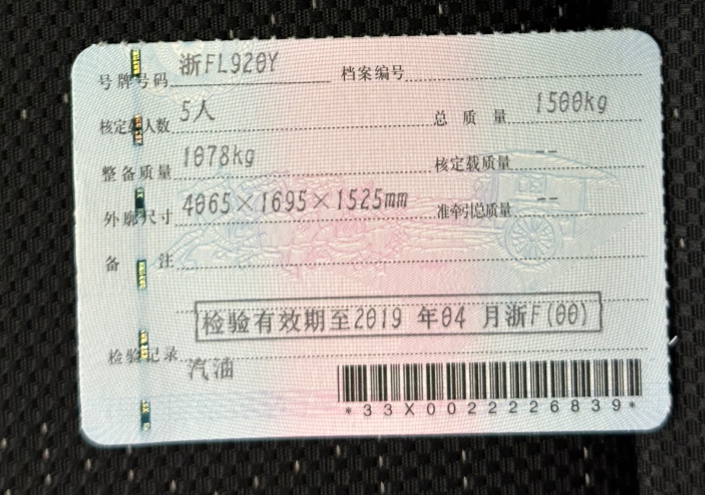 号牌号码 浙FL920Y 档案编号
核定载人数 5人 总质量 1500kg
整备质量 1078kg 核定载质量 --
外廓尺寸 4065×1695×1525mm 准牵引总质量 --
备注
检验有效期至2019 年04 月浙F(00)
检验记录
汽油
*33X0022226839*